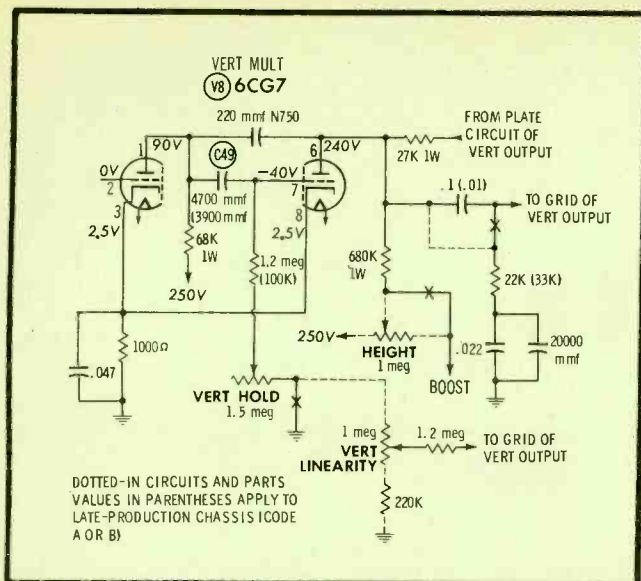 VERT MULT
V8 6CG7
220 mmf N750
FROM PLATE
CIRCUIT OF
VERT OUTPUT
1
90V
6
240V
27K 1W
C49
0V
2
-40V
7
.1 (.01)
TO GRID OF
VERT OUTPUT
3
4700 mmf
(3900mmf
8
2.5V
2.5V
68K
1W
1.2 meg
(100K)
680K
1W
22K (33K)
250V
250V
HEIGHT
1 meg
.022
20000
mmf
1000Ω
.047
BOOST
VERT HOLD
1.5 meg
1 meg
VERT
LINEARITY
1.2 meg
TO GRID OF
VERT OUTPUT
220K
DOTTED-IN CIRCUITS AND PARTS
VALUES IN PARENTHESES APPLY TO
LATE-PRODUCTION CHASSIS (CODE
A OR B)